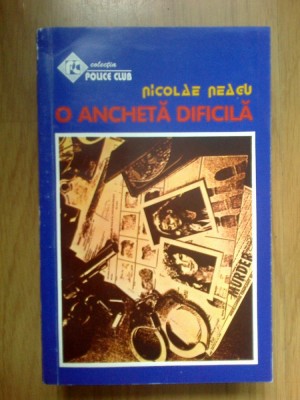 colecția
POLICE CLUB
NICOLAE NEAGU
O ANCHETĂ DIFICILĂ
MURDER